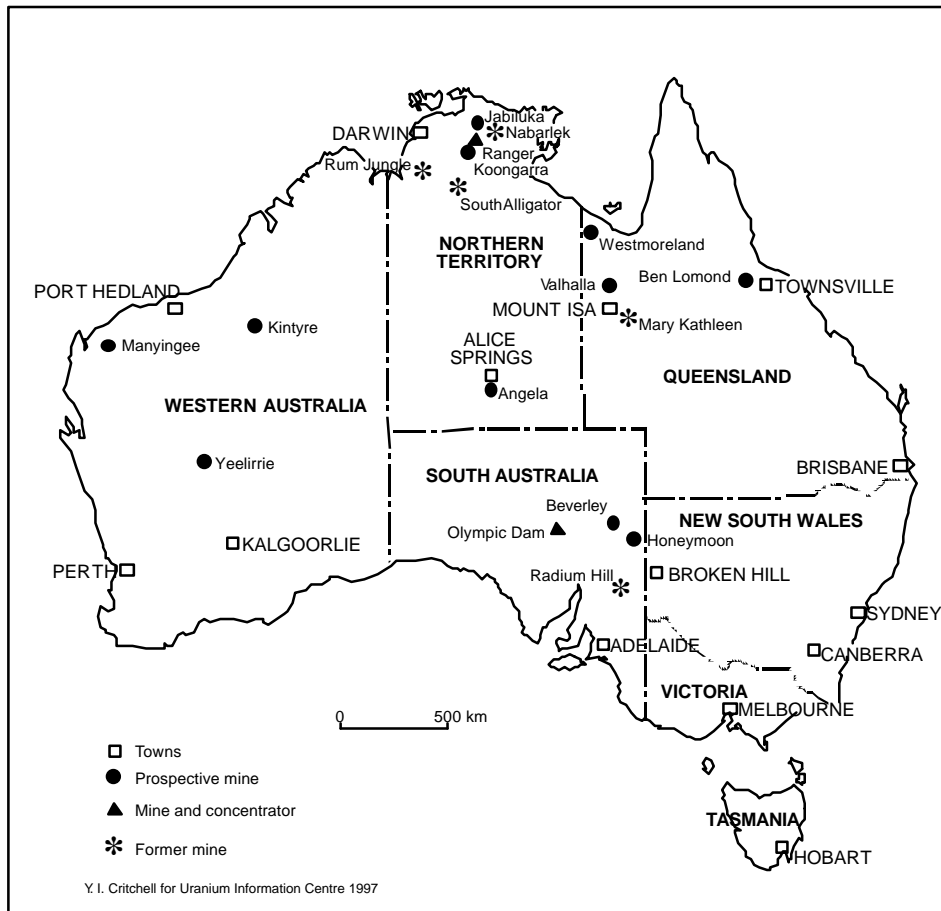 Jabiluka
DARWIN
Nabarlek
Ranger
Rum Jungle
Koongarra
SouthAlligator
NORTHERN
TERRITORY
Westmoreland
Valhalla
Ben Lomond
TOWNSVILLE
PORT HEDLAND
MOUNT ISA
Mary Kathleen
Kintyre
Manyingee
ALICE
SPRINGS
QUEENSLAND
Angela
WESTERN AUSTRALIA
Yeelirrie
SOUTH AUSTRALIA
BRISBANE
Beverley
NEW SOUTH WALES
Olympic Dam
Honeymoon
KALGOORLIE
PERTH
Radium Hill
BROKEN HILL
SYDNEY
ADELAIDE
CANBERRA
VICTORIA
MELBOURNE
0 500 km
Towns
Prospective mine
Mine and concentrator
Former mine
TASMANIA
HOBART
Y. I. Critchell for Uranium Information Centre 1997